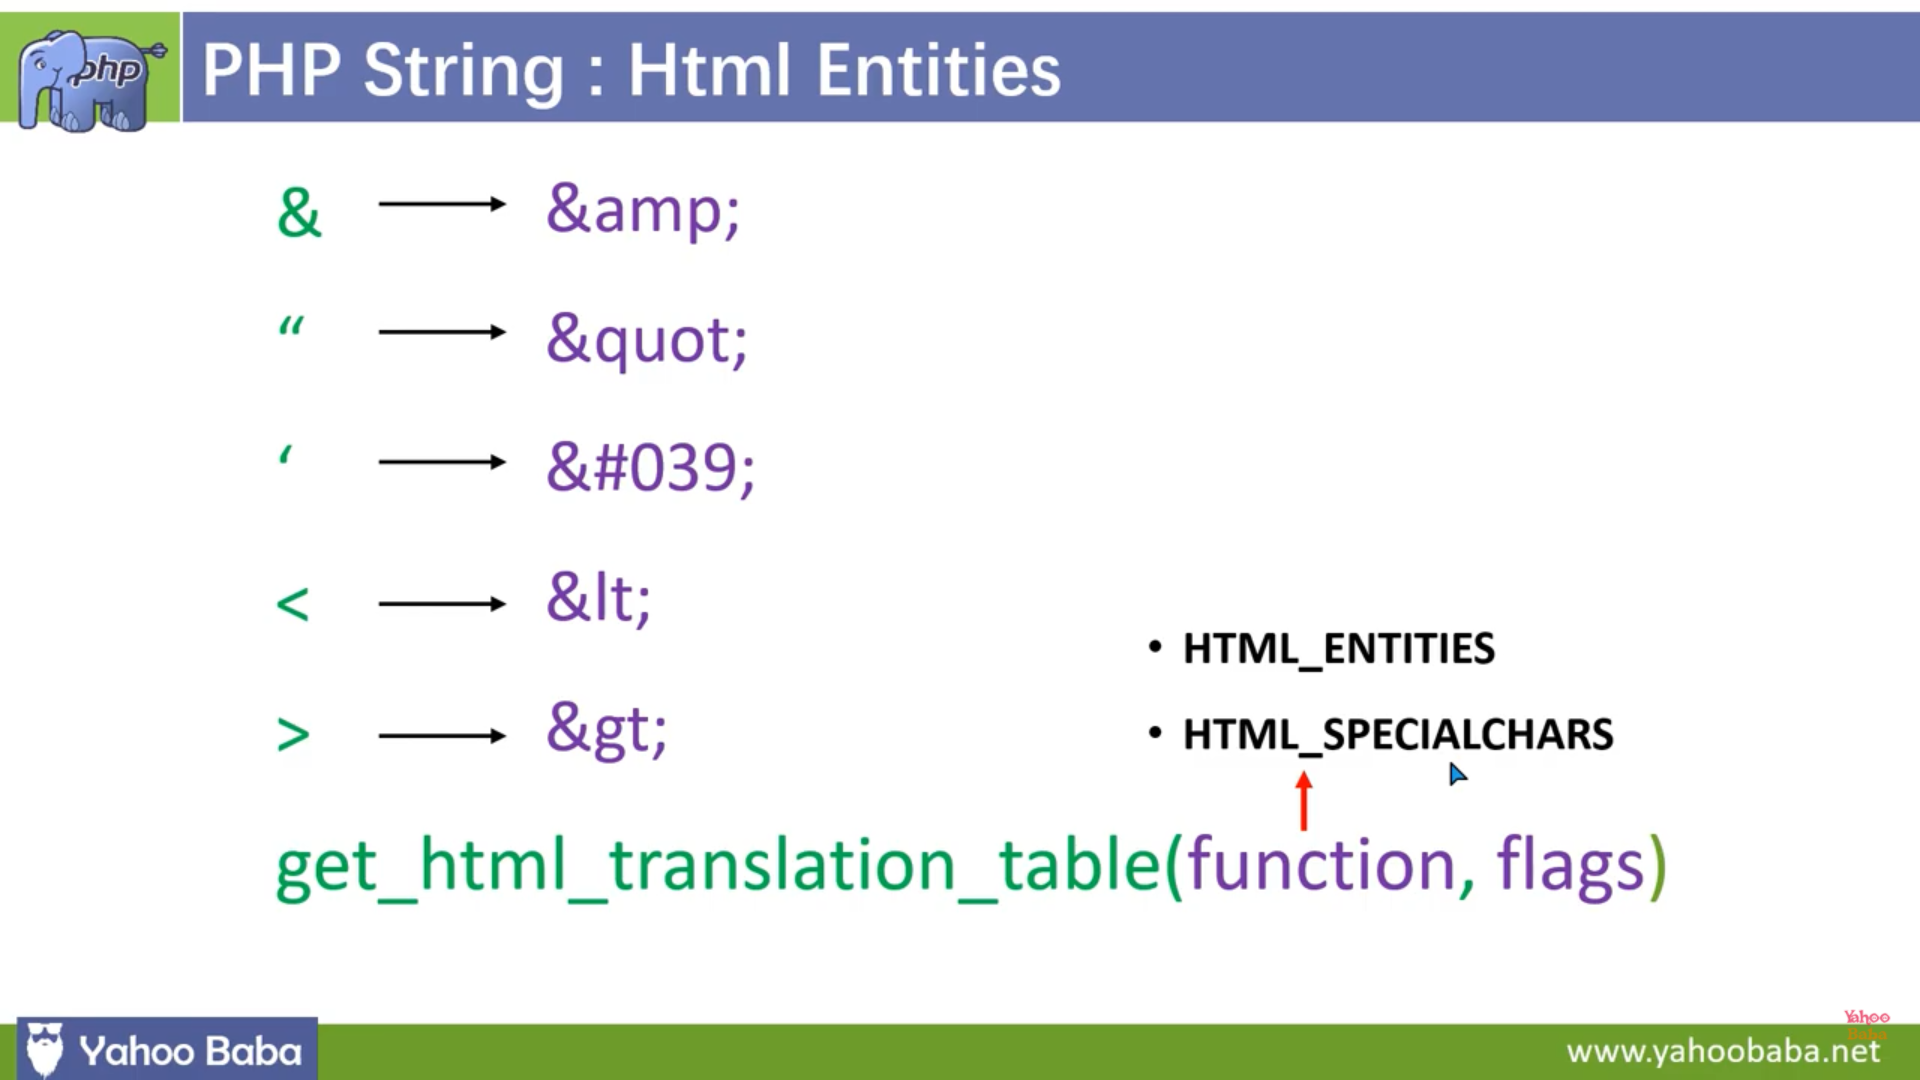 php
PHP String : Html Entities
& &amp;
“ &quot;
‘ &#039;
< &lt;
• HTML_ENTITIES
> &gt;
• HTML_SPECIALCHARS
get_html_translation_table(function, flags)
Yahoo
Baba
Yahoo Baba
www.yahoobaba.net